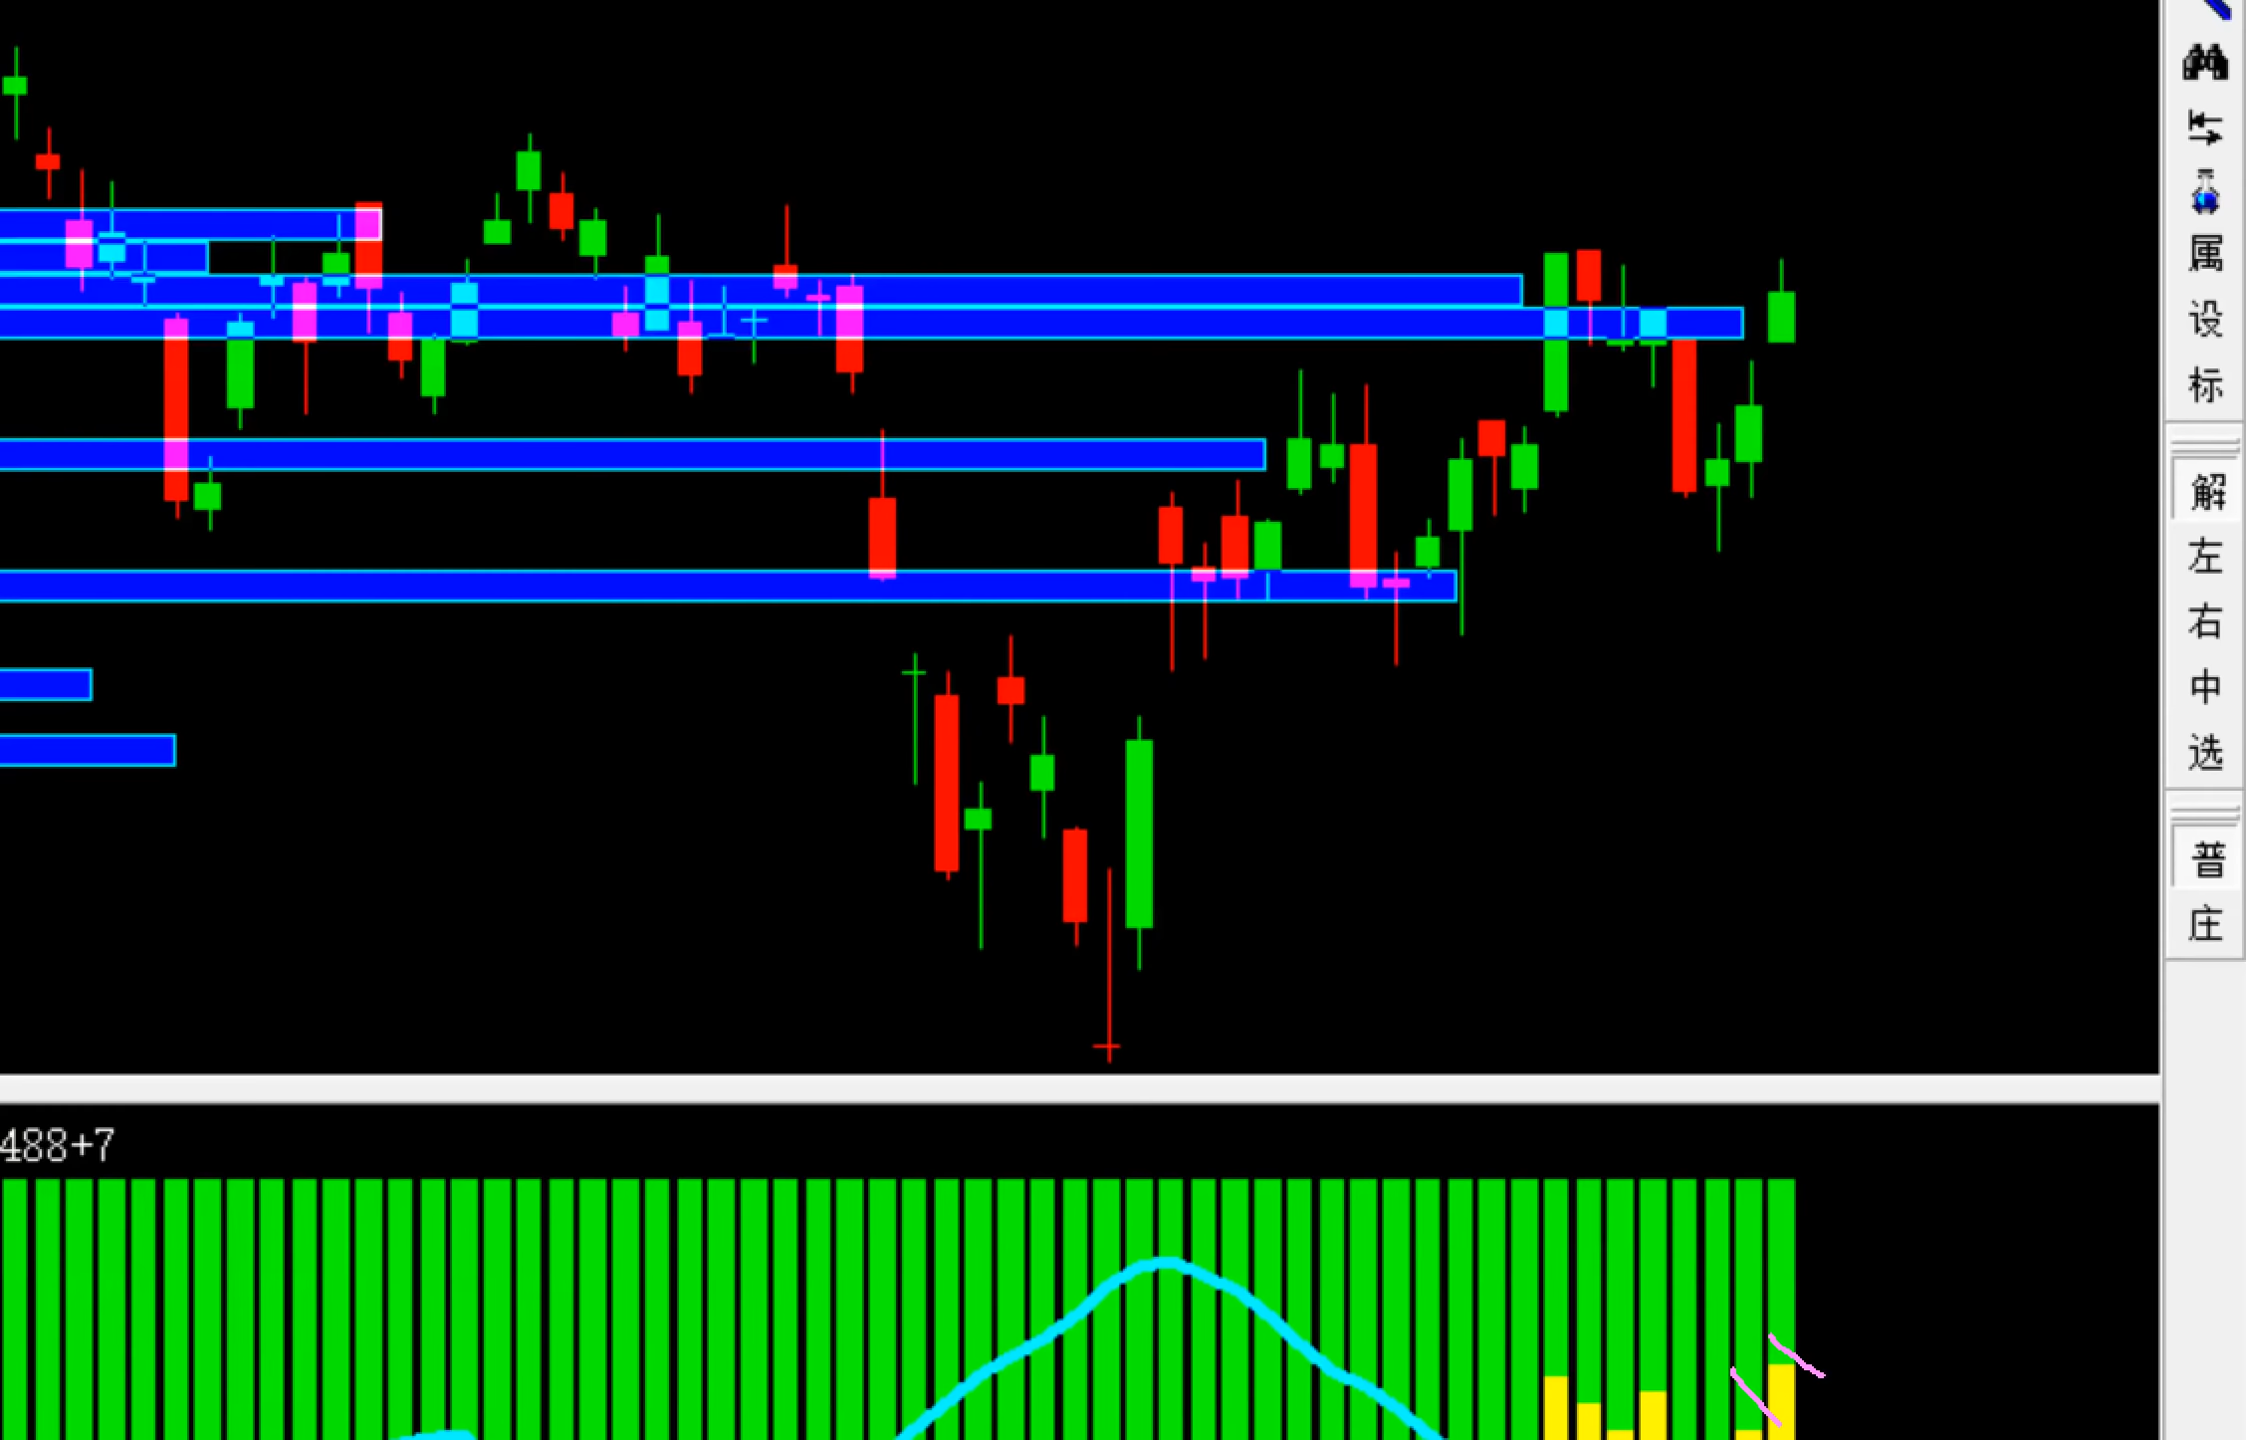 488+7
属
设
标
解
左
右
中
选
普
庄